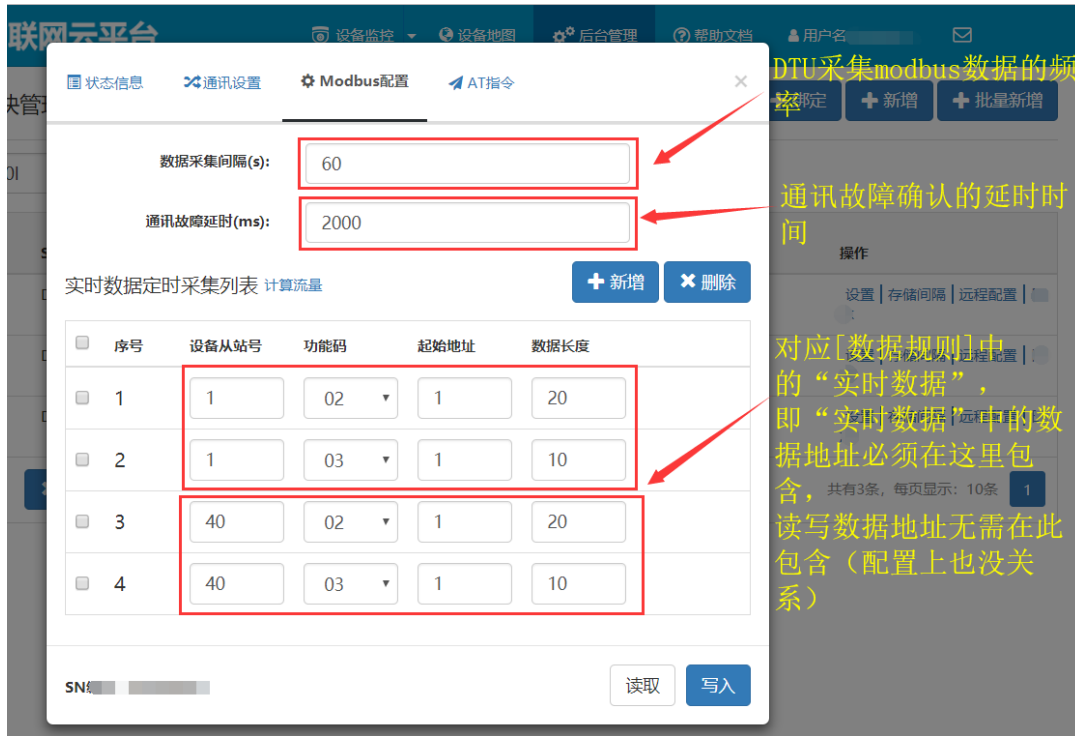 联网云平台
设备监控
设备地图
后台管理
帮助文档
用户名
状态信息
通讯设置
Modbus配置
AT指令
×
DTU采集modbus数据的频
率
绑定
新增
批量新增
数据采集间隔(s):
60
通讯故障延时(ms):
2000
通讯故障确认的延时时
间
操作
实时数据定时采集列表 计算流量
新增
删除
设置 | 存储间隔 | 远程配置 |
序号 设备从站号 功能码 起始地址 数据长度
1 1 02 1 20
2 1 03 1 10
3 40 02 1 20
4 40 03 1 10
对应[数据规则]中
的“实时数据”，
即“实时数据”中的数
据地址必须在这里包
含，
读写数据地址无需在此
包含（配置上也没关
系）
共有3条，每页显示：10条 1
读取
写入